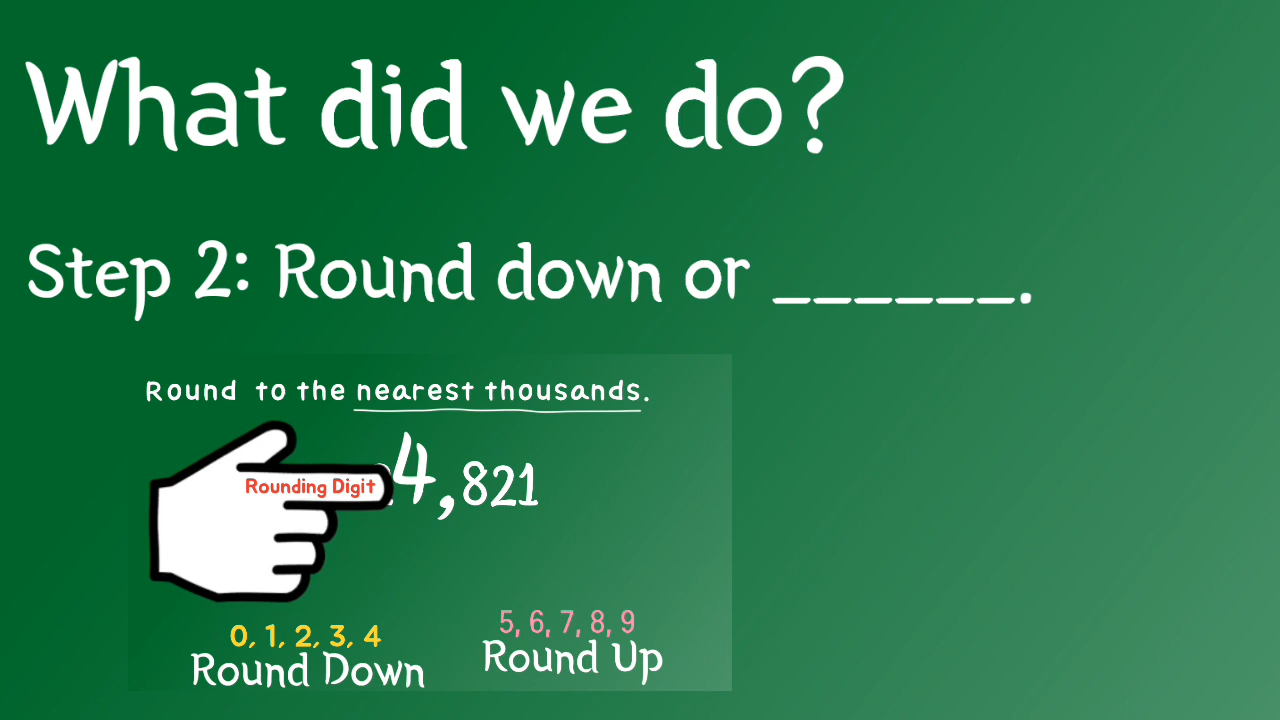 What did we do?
Step 2: Round down or _ _ _ _ _ _.
Round to the nearest thousands.
Rounding Digit
4,821
0, 1, 2, 3, 4
Round Down
5, 6, 7, 8, 9
Round Up